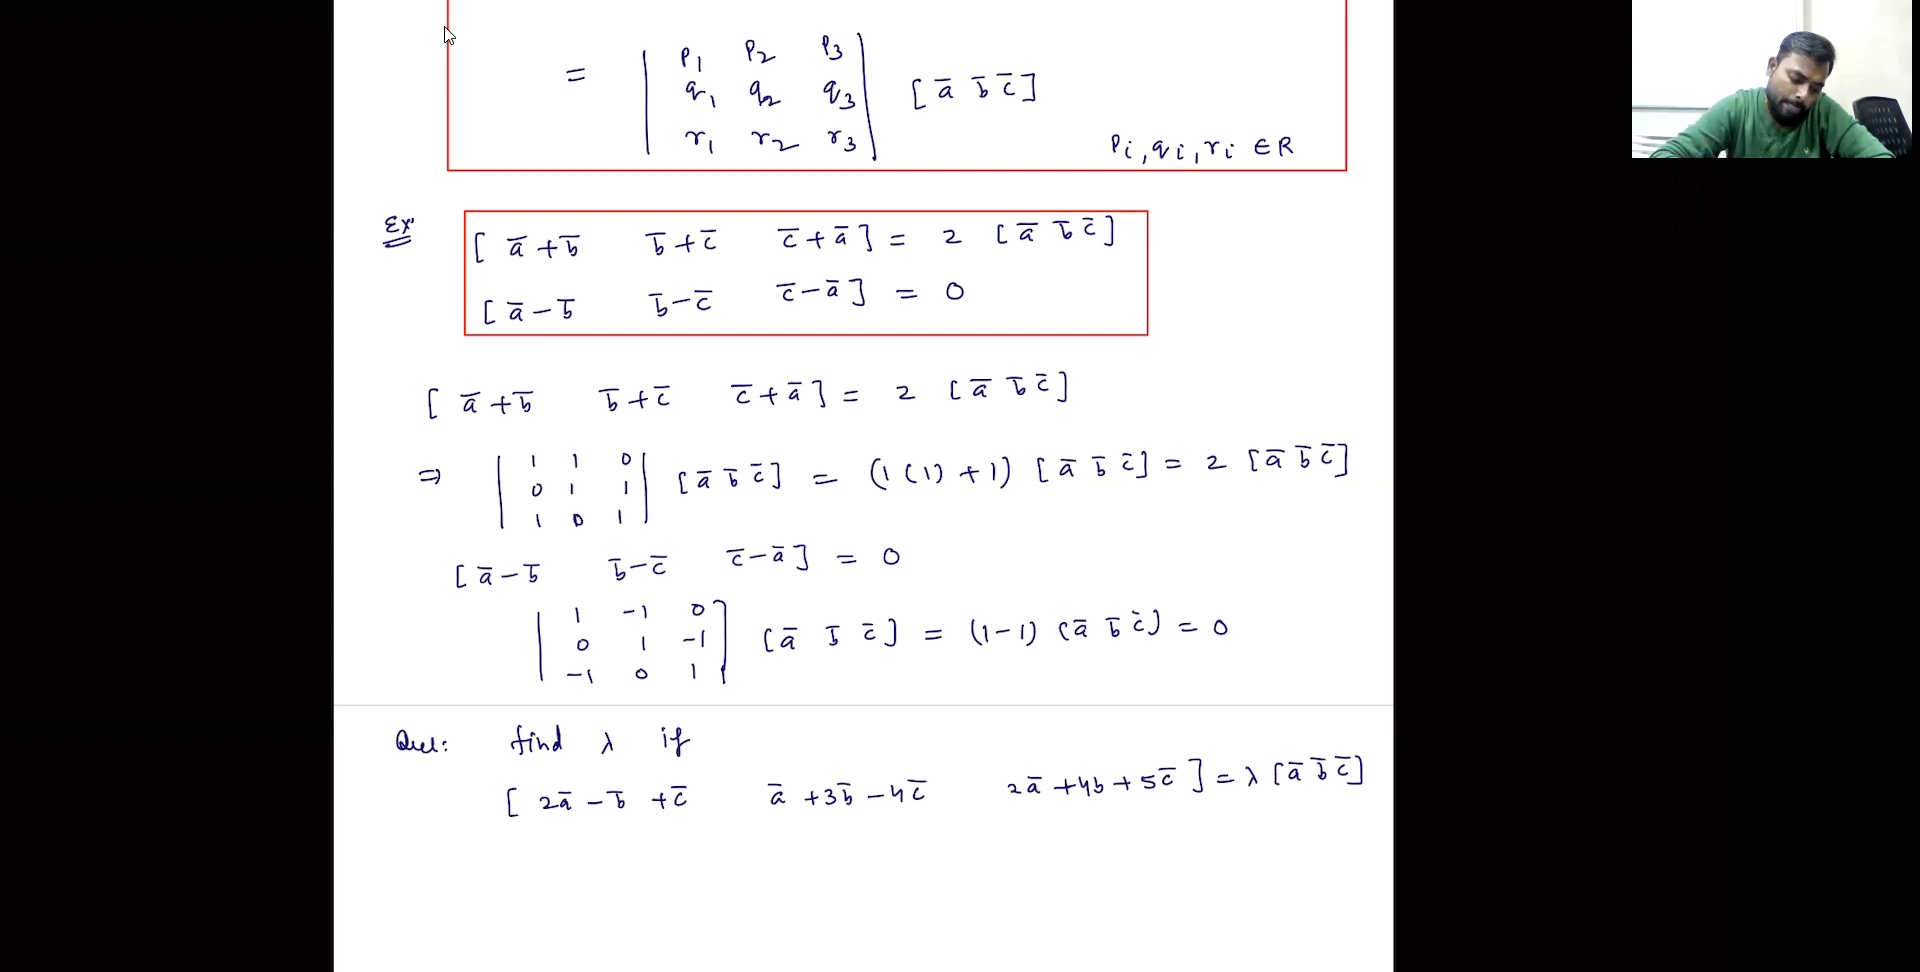 = | p₁ p₂ p₃ |
| q₁ q₂ q₃ | [ a̅ b̅ c̅ ]
| r₁ r₂ r₃ |
pᵢ , qᵢ , rᵢ ∈ R
Ex
[ a̅ + b̅ b̅ + c̅ c̅ + a̅ ] = 2 [ a̅ b̅ c̅ ]
[ a̅ − b̅ b̅ − c̅ c̅ − a̅ ] = 0
[ a̅ + b̅ b̅ + c̅ c̅ + a̅ ] = 2 [ a̅ b̅ c̅ ]
⇒ | 1 1 0 |
| 0 1 1 | [ a̅ b̅ c̅ ] = (1(1) + 1) [ a̅ b̅ c̅ ] = 2 [ a̅ b̅ c̅ ]
| 1 0 1 |
[ a̅ − b̅ b̅ − c̅ c̅ − a̅ ] = 0
| 1 −1 0 |
| 0 1 −1 | [ a̅ b̅ c̅ ] = (1−1) [ a̅ b̅ c̅ ] = 0
| −1 0 1 |
Que: find λ if
[ 2a̅ − b̅ + c̅ a̅ + 3b̅ − 4c̅ 2a̅ + 4b + 5c̅ ] = λ [ a̅ b̅ c̅ ]